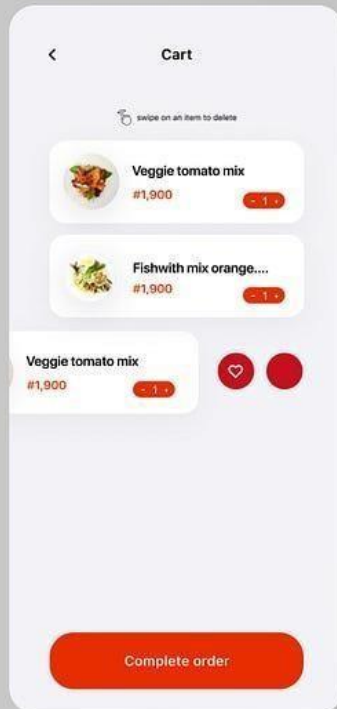 Cart
swipe on an item to delete
Veggie tomato mix
#1,900
- 1 +
Fishwith mix orange....
#1,900
- 1 +
Veggie tomato mix
#1,900
- 1 +
Complete order